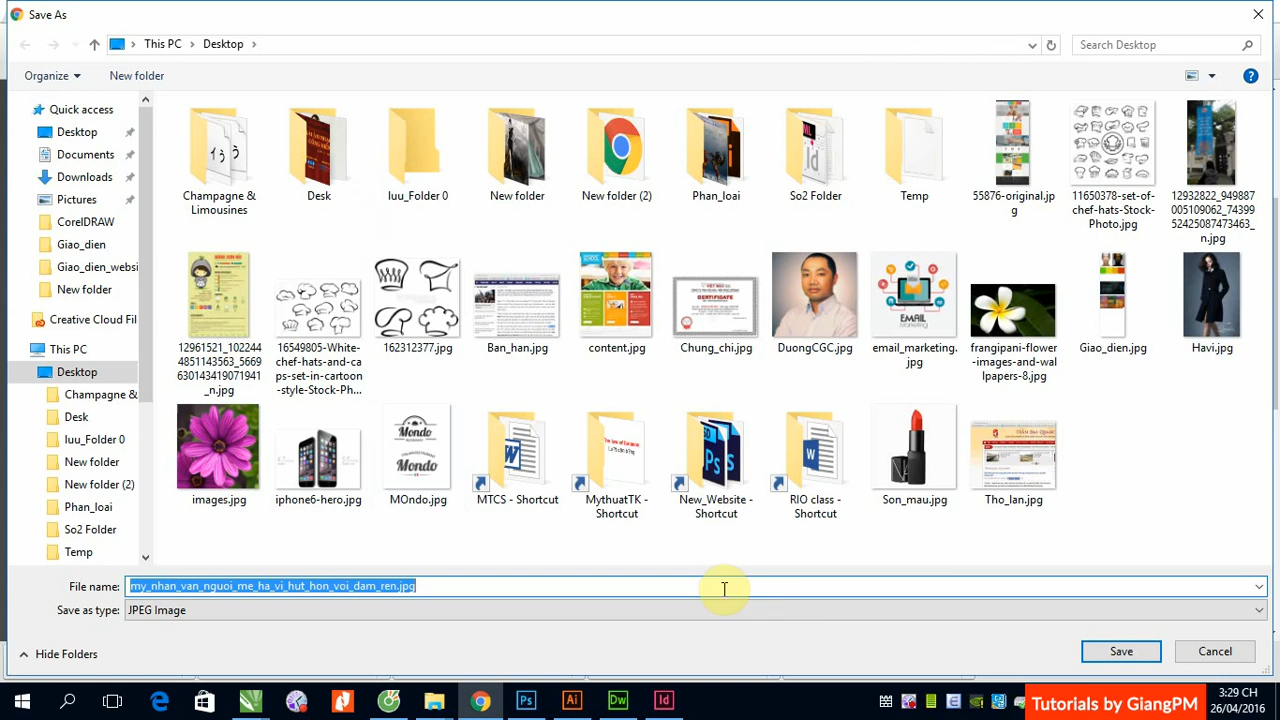 Save As
This PC
Desktop
Search Desktop
Organize
New folder
Quick access
Desktop
Documents
Downloads
Pictures
CorelDRAW
Giao_dien
Giao_dien_websi
New folder
Creative Cloud Fil
This PC
Desktop
Champagne &
Desk
luu_Folder 0
New folder
New folder (2)
Phan_loai
So2 Folder
Temp
Champagne &
Limousines
Desk
luu_Folder 0
New folder
New folder (2)
Phan_loai
So2 Folder
Temp
55876-original.jp
g
11650378-set-of-
chef-hats-Stock-
Photo.jpg
12932822_949887
005109062_74399
52425087473463_
n.jpg
12961521_102244
4851143563_5669
630143419071941
_n.jpg
16549805-White-
chef-hats-and-ca
ps-set-in-cartoon
-style-Stock-Ph...
162312377.jpg
Ban_han.jpg
content.jpg
Chung_chi.jpg
DuongCGC.jpg
email_marketing.
jpg
frangipani-flower
-images-and-wal
lpapers-8.jpg
Giao_dien.jpg
Havi.jpg
CERTIFICATE
EMAIL
Marketing
images.jpg
iphone6-hero.jpg
MOndo.jpg
MTCS - Shortcut
MythuatTK -
Shortcut
New_Website -
Shortcut
RIO class -
Shortcut
Son_mau.jpg
Tho_lan.jpg
Mondo
Mondo
NARS
File name:
my_nhan_van_nguoi_me_ha_vi_hut_hon_voi_dam_ren.jpg
Save as type:
JPEG Image
Hide Folders
Save
Cancel
Ps
Ai
Dw
Id
3:29 CH
26/04/2016
Tutorials by GiangPM